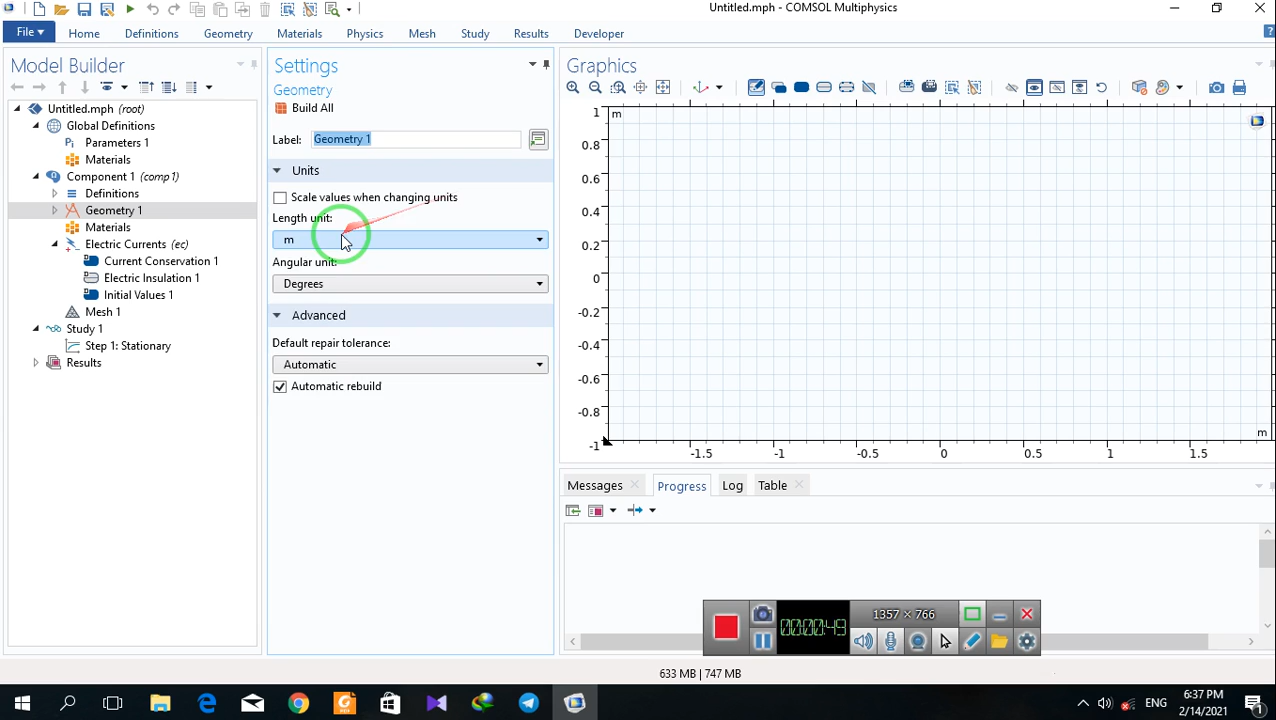 Untitled.mph - COMSOL Multiphysics
File
Home
Definitions
Geometry
Materials
Physics
Mesh
Study
Results
Developer
Model Builder
Untitled.mph (root)
Global Definitions
Parameters 1
Materials
Component 1 (comp1)
Definitions
Geometry 1
Materials
Electric Currents (ec)
Current Conservation 1
Electric Insulation 1
Initial Values 1
Mesh 1
Study 1
Step 1: Stationary
Results
Settings
Geometry
Build All
Label: Geometry 1
Units
Scale values when changing units
Length unit:
m
Angular unit:
Degrees
Advanced
Default repair tolerance:
Automatic
Automatic rebuild
Graphics
m
1
0.8
0.6
0.4
0.2
0
-0.2
-0.4
-0.6
-0.8
-1
m
-1.5
-1
-0.5
0
0.5
1
1.5
Messages
Progress
Log
Table
1357 × 766
00:00:49
633 MB | 747 MB
ENG
6:37 PM
2/14/2021
1